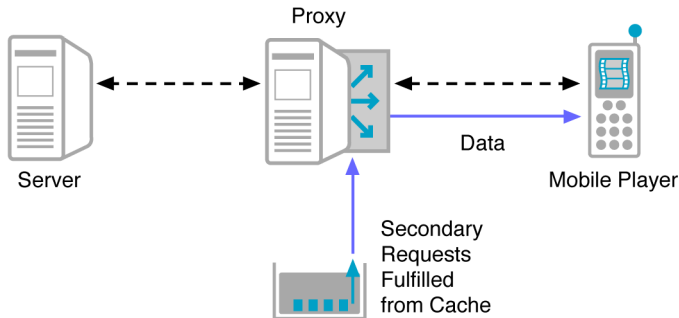 Proxy
Server
Data
Mobile Player
Secondary
Requests
Fulfilled
from Cache